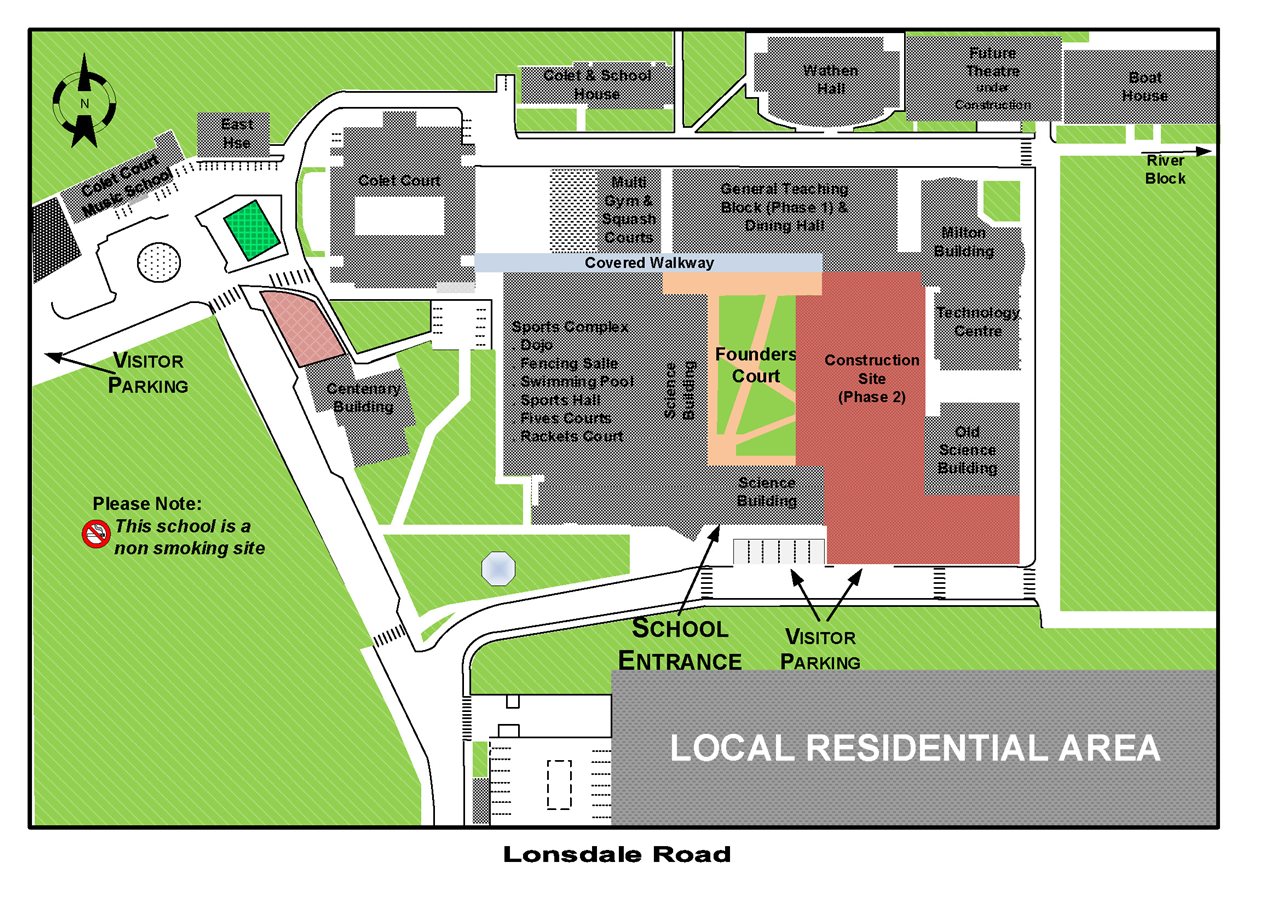 N
Colet & School
House
Wathen
Hall
Future
Theatre
under
Construction
Boat
House
East
Hse
Colet Court
Music School
River
Block
Colet Court
Multi
Gym &
Squash
Courts
General Teaching
Block (Phase 1) &
Dining Hall
Milton
Building
Covered Walkway
Technology
Centre
Sports Complex
. Dojo
. Fencing Salle
. Swimming Pool
. Sports Hall
. Fives Courts
. Rackets Court
Science
Building
Founders
Court
Construction
Site
(Phase 2)
VISITOR
PARKING
Centenary
Building
Old
Science
Building
Science
Building
Please Note:
This school is a
non smoking site
SCHOOL
ENTRANCE
VISITOR
PARKING
LOCAL RESIDENTIAL AREA
Lonsdale Road